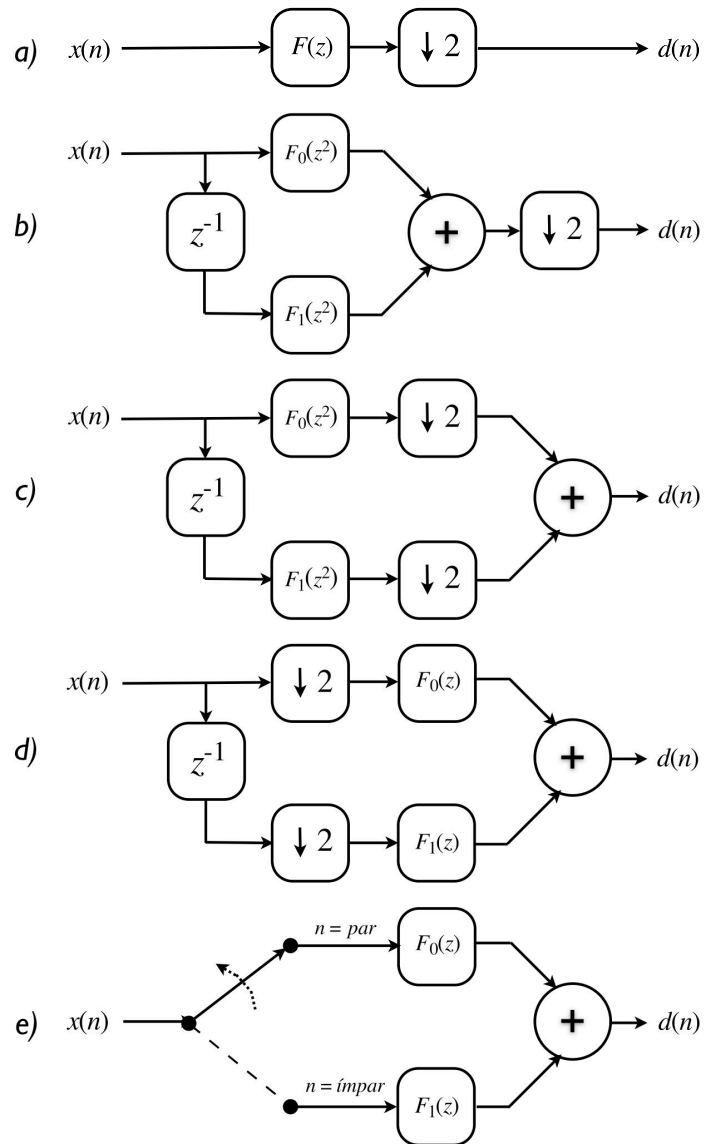 a) x(n) F(z) ↓ 2 d(n)
x(n) F₀(z²)
b) z⁻¹ + ↓ 2 d(n)
F₁(z²)
x(n) F₀(z²) ↓ 2
c) z⁻¹ + d(n)
F₁(z²) ↓ 2
x(n) ↓ 2 F₀(z)
d) z⁻¹ + d(n)
↓ 2 F₁(z)
n = par F₀(z)
e) x(n) + d(n)
n = ímpar F₁(z)